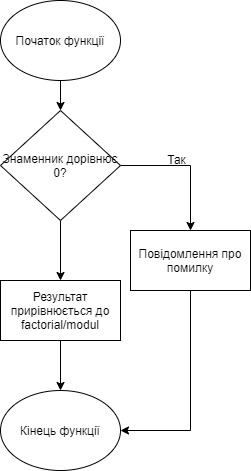 Початок функції
Знаменник дорівнює
0?
Так
Повідомлення про
помилку
Результат
прирівнюється до
factorial/modul
Кінець функції